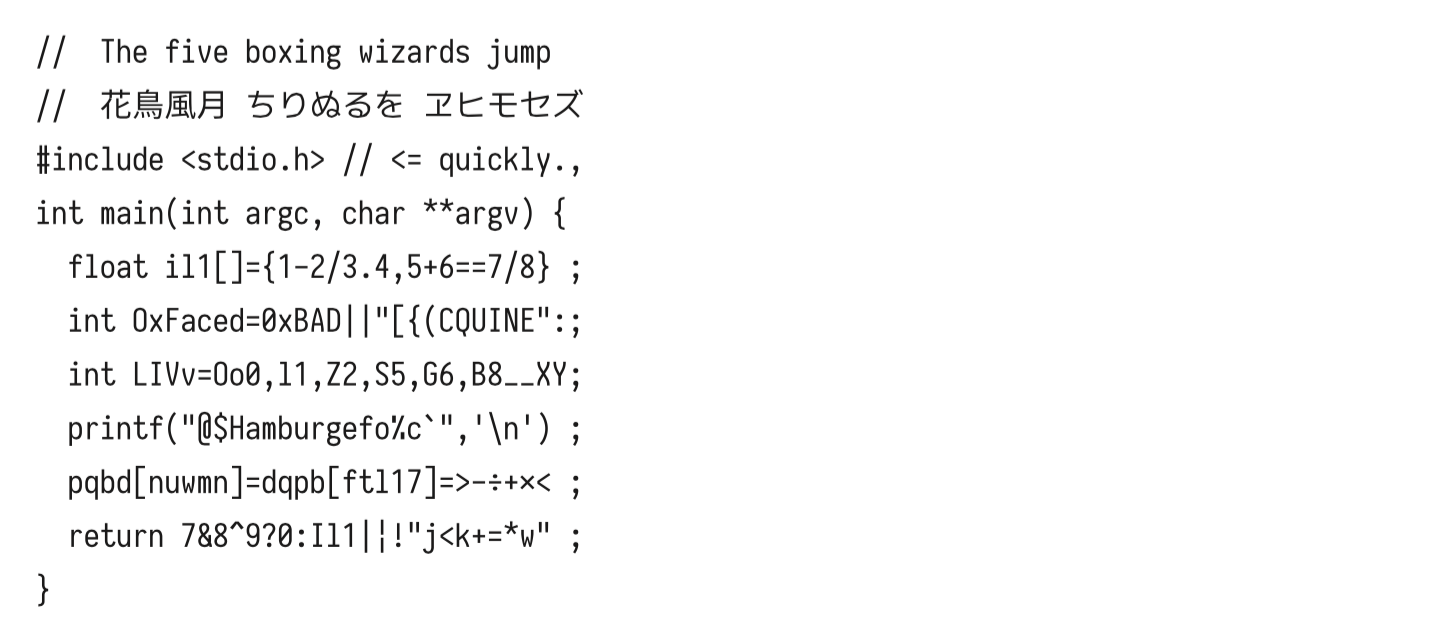 //  The five boxing wizards jump
//  花鳥風月 ちりぬるを ヱヒモセズ
#include <stdio.h> // <= quickly.,
int main(int argc, char **argv) {
  float il1[]={1-2/3.4,5+6==7/8} ;
  int OxFaced=0xBAD||"[{(CQUINE":;
  int LIVv=Oo0,l1,Z2,S5,G6,B8__XY;
  printf("@$Hamburgefo%c`",'\n') ;
  pqbd[nuwmn]=dqpb[ftl17]=>-÷+×< ;
  return 7&8^9?0:Il1|¦!"j<k+=*w" ;
}